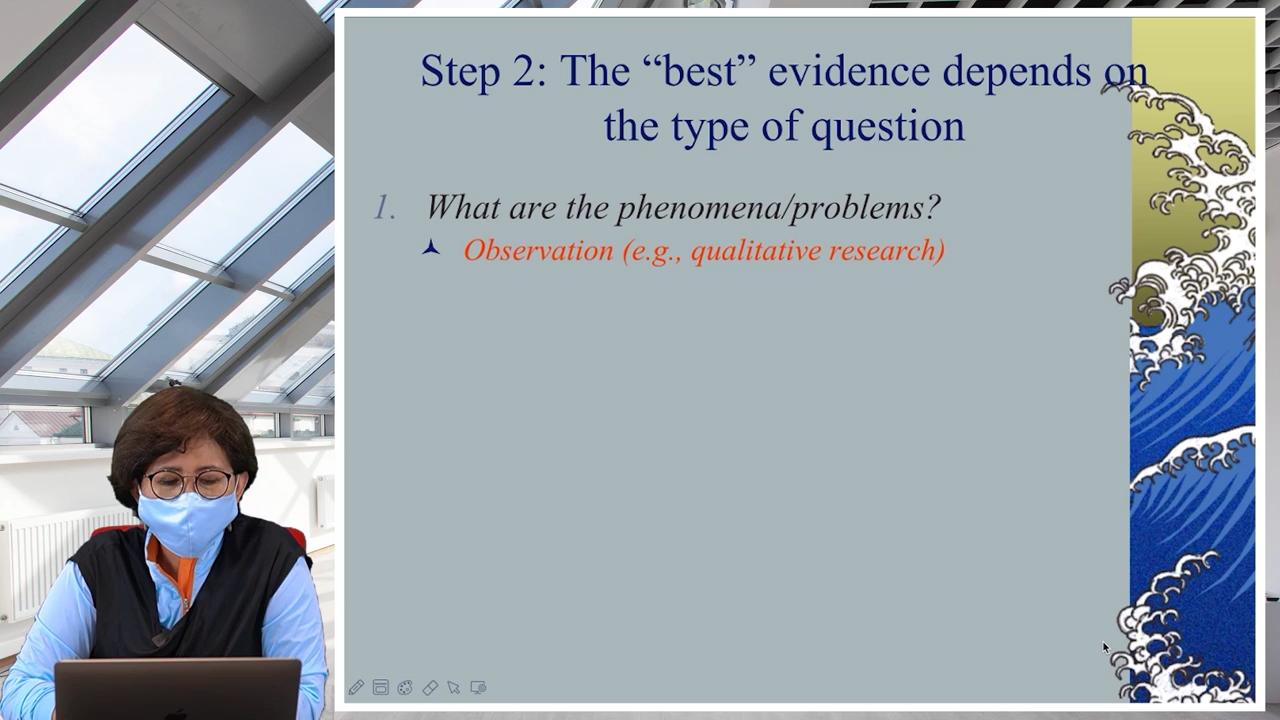 Step 2: The “best” evidence depends on
the type of question
1. What are the phenomena/problems?
Observation (e.g., qualitative research)